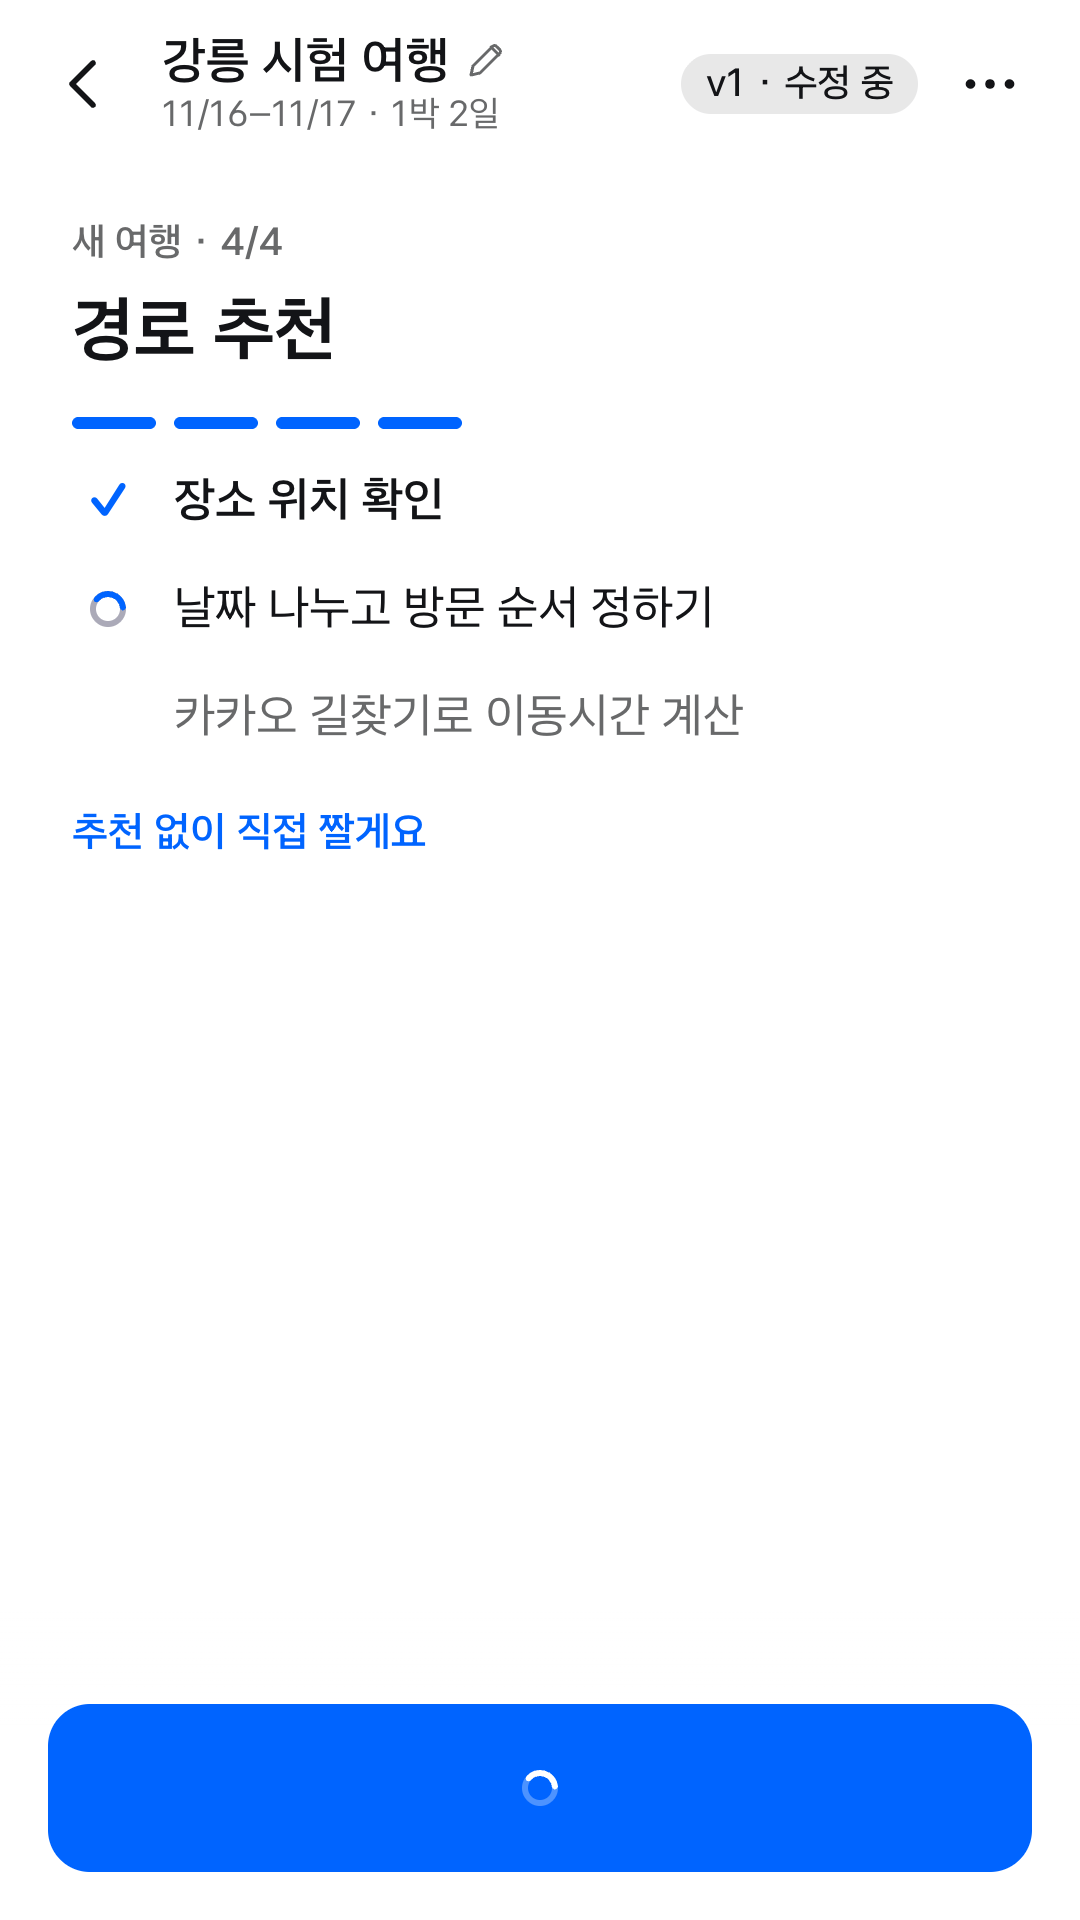 강릉 시험 여행
11/16–11/17 · 1박 2일
v1 · 수정 중
새 여행 · 4/4
경로 추천
장소 위치 확인
날짜 나누고 방문 순서 정하기
카카오 길찾기로 이동시간 계산
추천 없이 직접 짤게요